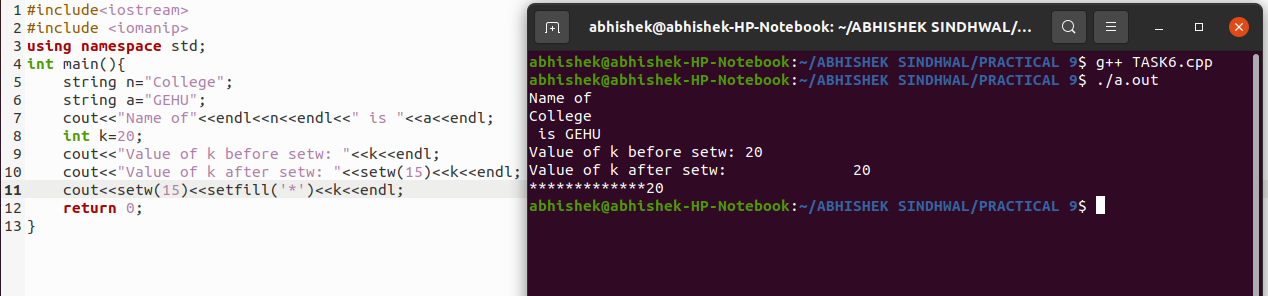 1 #include<iostream>
2 #include <iomanip>
3 using namespace std;
4 int main(){
5     string n="College";
6     string a="GEHU";
7     cout<<"Name of"<<endl<<n<<endl<<" is "<<a<<endl;
8     int k=20;
9     cout<<"Value of k before setw: "<<k<<endl;
10     cout<<"Value of k after setw: "<<setw(15)<<k<<endl;
11     cout<<setw(15)<<setfill('*')<<k<<endl;
12     return 0;
13 }
abhishek@abhishek-HP-Notebook: ~/ABHISHEK SINDHWAL/...
abhishek@abhishek-HP-Notebook:~/ABHISHEK SINDHWAL/PRACTICAL 9$ g++ TASK6.cpp
abhishek@abhishek-HP-Notebook:~/ABHISHEK SINDHWAL/PRACTICAL 9$ ./a.out
Name of
College
 is GEHU
Value of k before setw: 20
Value of k after setw:              20
*************20
abhishek@abhishek-HP-Notebook:~/ABHISHEK SINDHWAL/PRACTICAL 9$